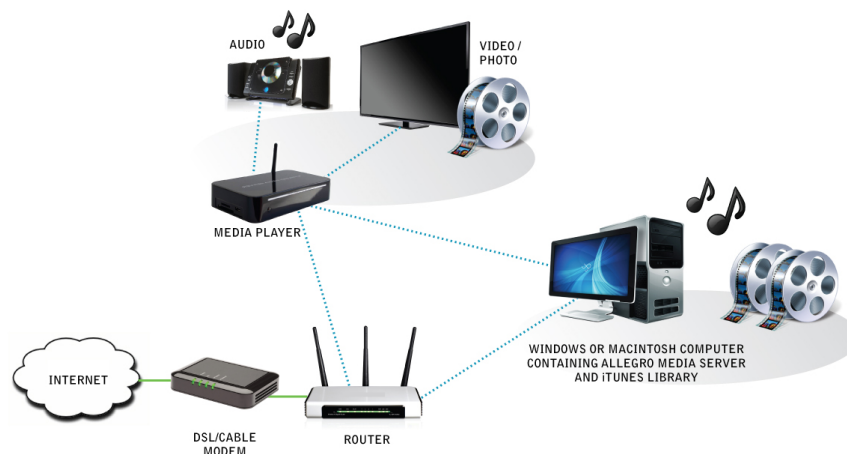 AUDIO
VIDEO /
PHOTO
MEDIA PLAYER
WINDOWS OR MACINTOSH COMPUTER
CONTAINING ALLEGRO MEDIA SERVER
AND iTUNES LIBRARY
INTERNET
DSL/CABLE
MODEM
ROUTER